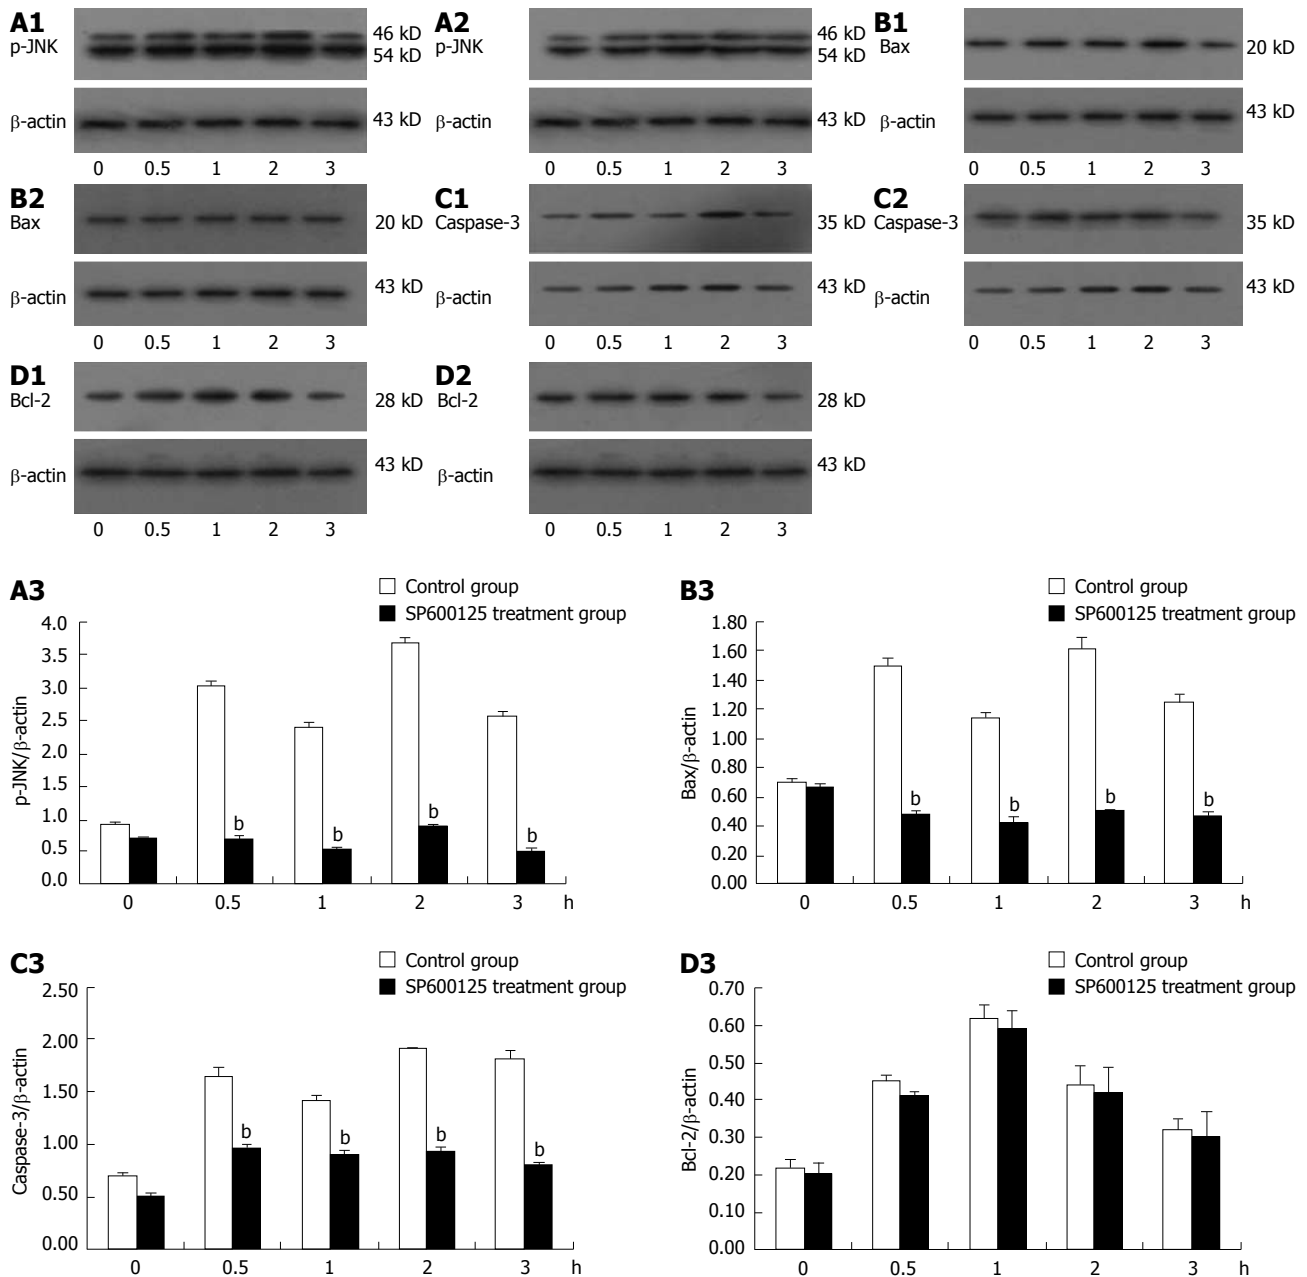 A1
p-JNK
46 kD
54 kD
β-actin
43 kD
0 0.5 1 2 3
A2
p-JNK
46 kD
54 kD
β-actin
43 kD
0 0.5 1 2 3
B1
Bax
20 kD
β-actin
43 kD
0 0.5 1 2 3
B2
Bax
20 kD
β-actin
43 kD
0 0.5 1 2 3
C1
Caspase-3
35 kD
β-actin
43 kD
0 0.5 1 2 3
C2
Caspase-3
35 kD
β-actin
43 kD
0 0.5 1 2 3
D1
Bcl-2
28 kD
β-actin
43 kD
0 0.5 1 2 3
D2
Bcl-2
28 kD
β-actin
43 kD
0 0.5 1 2 3
A3
Control group
SP600125 treatment group
p-JNK/β-actin
4.0
3.5
3.0
2.5
2.0
1.5
1.0
0.5
0.0
b b b b
0 0.5 1 2 3 h
B3
Control group
SP600125 treatment group
Bax/β-actin
1.80
1.60
1.40
1.20
1.00
0.80
0.60
0.40
0.20
0.00
b b b b
0 0.5 1 2 3 h
C3
Control group
SP600125 treatment group
Caspase-3/β-actin
2.50
2.00
1.50
1.00
0.50
0.00
b b b b
0 0.5 1 2 3 h
D3
Control group
SP600125 treatment group
Bcl-2/β-actin
0.70
0.60
0.50
0.40
0.30
0.20
0.10
0.00
0 0.5 1 2 3 h